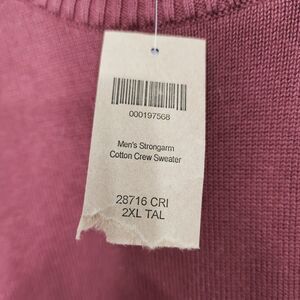 000197568
Men's Strongarm
Cotton Crew Sweater
28716 CRI
2XL TAL